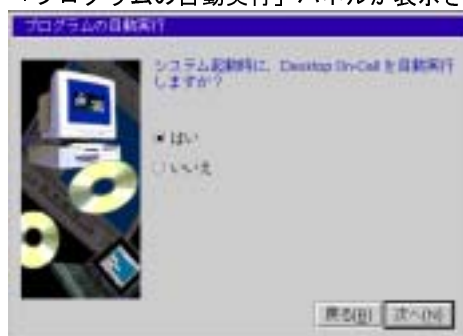 「プログラムの自動実行」パネルが表示さ
プログラムの自動実行
システム起動時に、Desktop On-Call を自動実行
しますか？
はい
いいえ
戻る(B) 次へ(N)